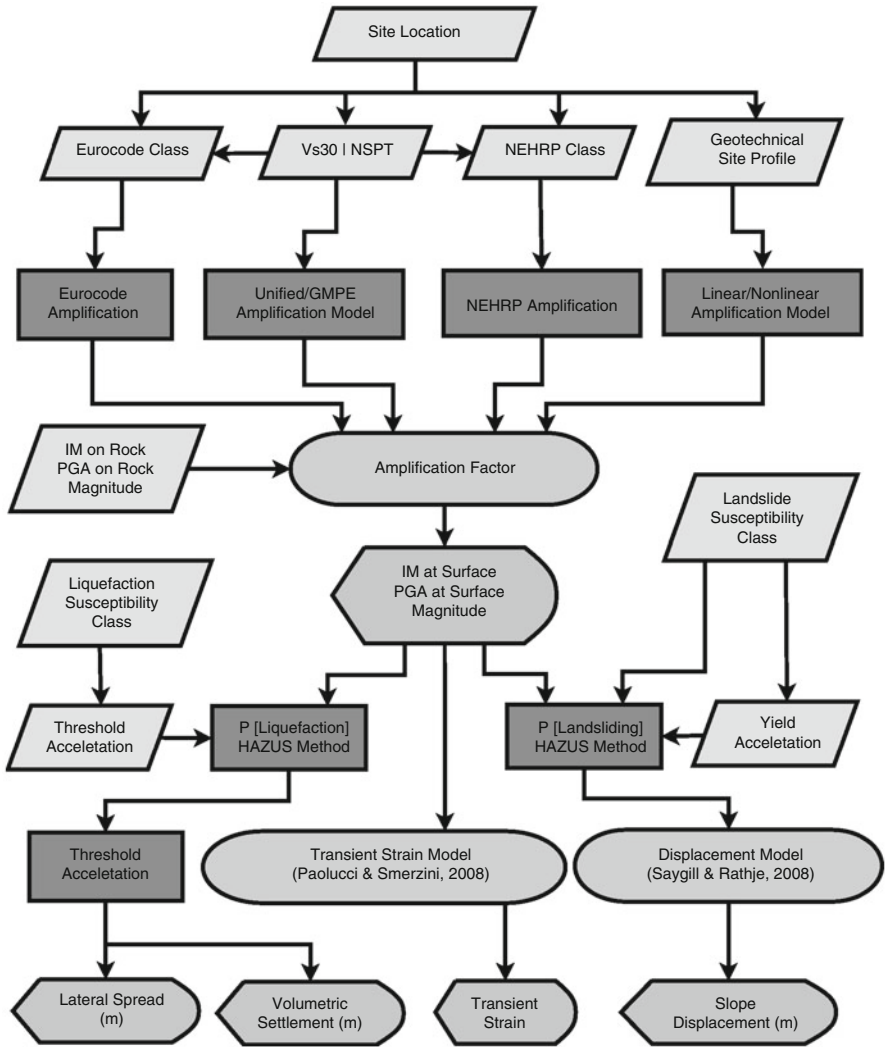 Site Location
Eurocode Class
Vs30 | NSPT
NEHRP Class
Geotechnical
Site Profile
Eurocode
Amplification
Unified/GMPE
Amplification Model
NEHRP Amplification
Linear/Nonlinear
Amplification Model
IM on Rock
PGA on Rock
Magnitude
Amplification Factor
Landslide
Susceptibility
Class
Liquefaction
Susceptibility
Class
IM at Surface
PGA at Surface
Magnitude
Threshold
Acceletation
P [Liquefaction]
HAZUS Method
P [Landsliding]
HAZUS Method
Yield
Acceletation
Threshold
Acceletation
Transient Strain Model
(Paolucci & Smerzini, 2008)
Displacement Model
(Saygill & Rathje, 2008)
Lateral Spread
(m)
Volumetric
Settlement (m)
Transient
Strain
Slope
Displacement (m)